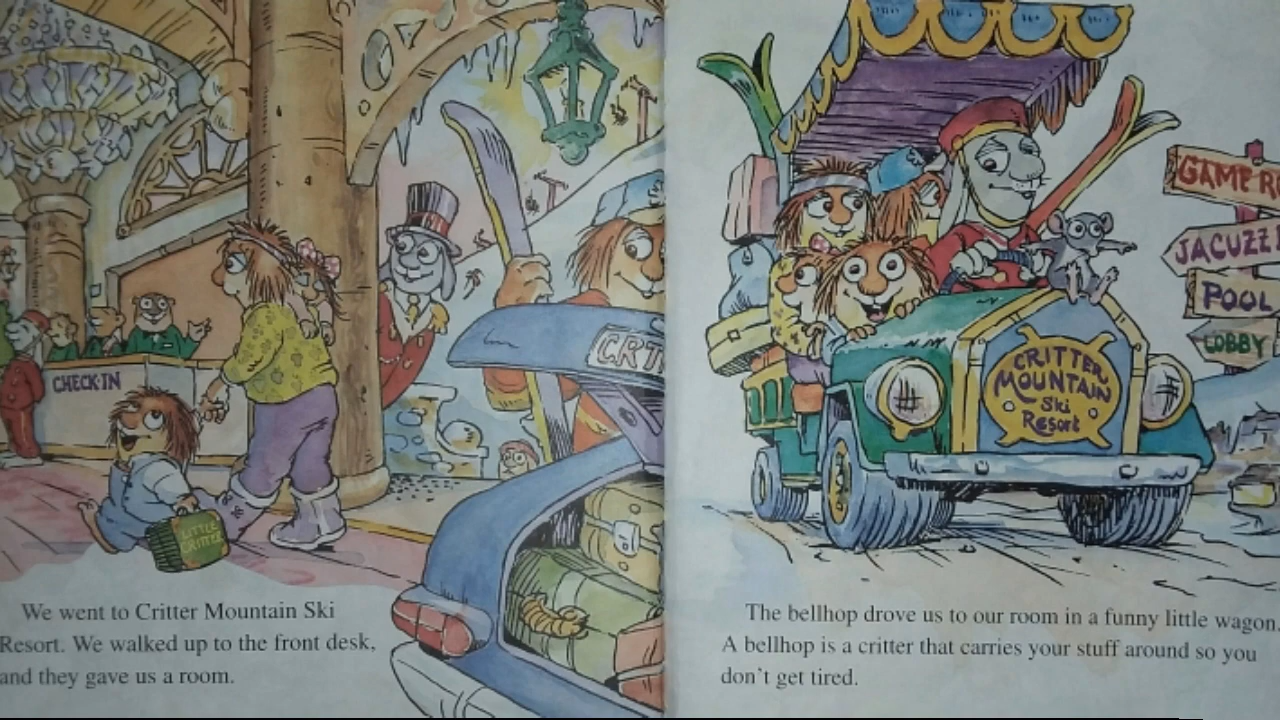 CHECK-IN
LITTLE
CRITTER
We went to Critter Mountain Ski
Resort. We walked up to the front desk,
and they gave us a room.
CRITTER
MOUNTAIN
Ski
Resort
POOL
LOBBY
The bellhop drove us to our room in a funny little wagon.
A bellhop is a critter that carries your stuff around so you
don't get tired.